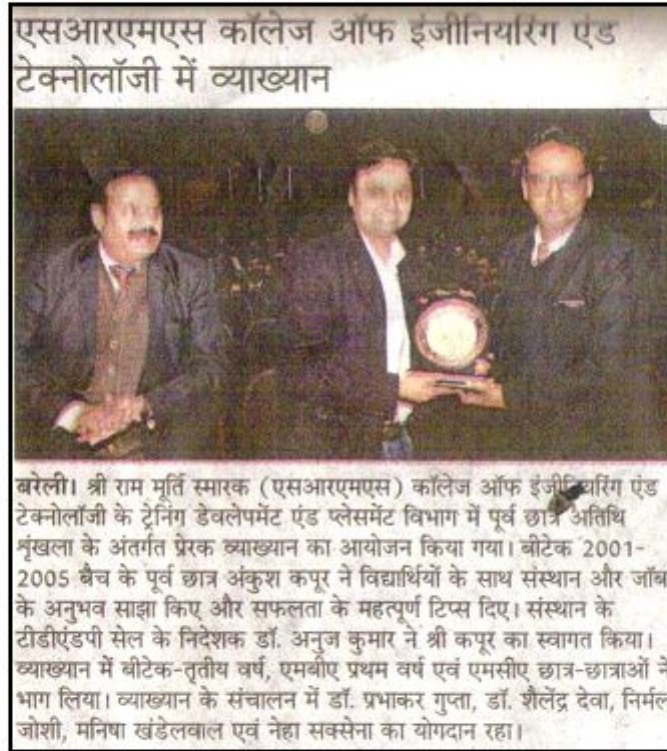 एसआरएमएस कॉलेज ऑफ इंजीनियरिंग एंड
टेक्नोलॉजी में व्याख्यान
बरेली। श्री राम मूर्ति स्मारक (एसआरएमएस) कॉलेज ऑफ इंजीनियरिंग एंड
टेक्नोलॉजी के ट्रेनिंग डेवलेपमेंट एंड प्लेसमेंट विभाग में पूर्व छात्र अतिथि
शृंखला के अंतर्गत प्रेरक व्याख्यान का आयोजन किया गया। बीटेक 2001-
2005 बैच के पूर्व छात्र अंकुश कपूर ने विद्यार्थियों के साथ संस्थान और जॉब
के अनुभव साझा किए और सफलता के महत्पूर्ण टिप्स दिए। संस्थान के
टीडीएंडपी सेल के निदेशक डॉ. अनुज कुमार ने श्री कपूर का स्वागत किया।
व्याख्यान में बीटेक-तृतीय वर्ष, एमबीए प्रथम वर्ष एवं एमसीए छात्र-छात्राओं ने
भाग लिया। व्याख्यान के संचालन में डॉ. प्रभाकर गुप्ता, डॉ. शैलेंद्र देवा, निर्मल
जोशी, मनिषा खंडेलवाल एवं नेहा सक्सेना का योगदान रहा।